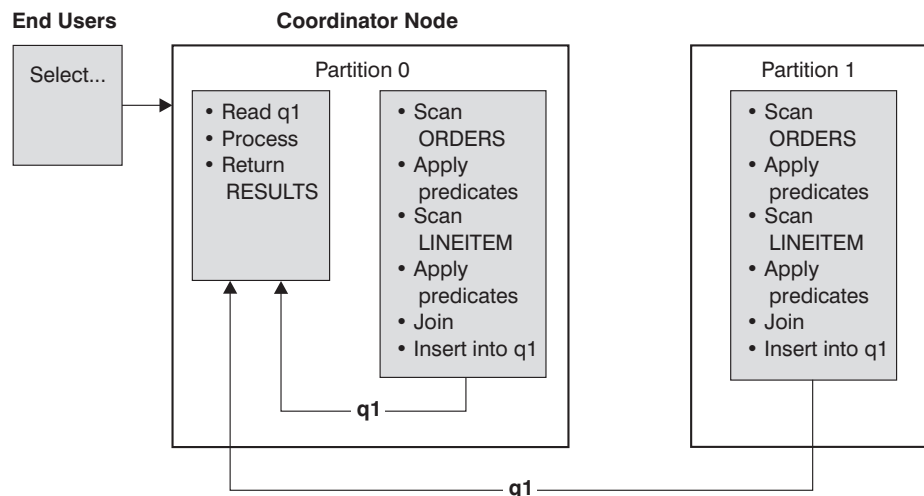 End Users
Coordinator Node
Select...
Partition 0
• Read q1
• Process
• Return
RESULTS
• Scan
ORDERS
• Apply
predicates
• Scan
LINEITEM
• Apply
predicates
• Join
• Insert into q1
Partition 1
• Scan
ORDERS
• Apply
predicates
• Scan
LINEITEM
• Apply
predicates
• Join
• Insert into q1
q1
q1